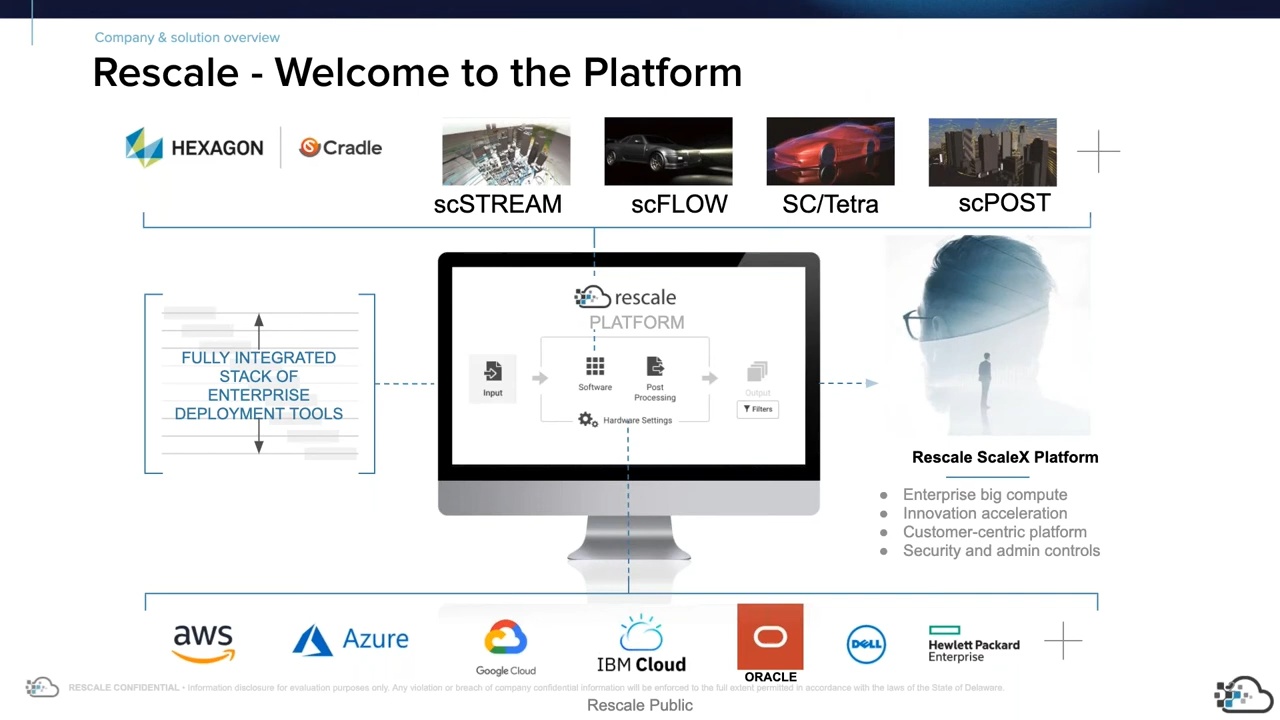 Company & solution overview
Rescale - Welcome to the Platform
HEXAGON
Cradle
scSTREAM
scFLOW
SC/Tetra
scPOST
FULLY INTEGRATED
STACK OF
ENTERPRISE
DEPLOYMENT TOOLS
rescale
PLATFORM
Input
Software
Post
Processing
Hardware Settings
Output
Filters
Rescale ScaleX Platform
● Enterprise big compute
● Innovation acceleration
● Customer-centric platform
● Security and admin controls
aws
Azure
Google Cloud
IBM Cloud
ORACLE
DELL
Hewlett Packard
Enterprise
RESCALE CONFIDENTIAL • Information disclosure for evaluation purposes only. Any violation or breach of company confidential information will be enforced to the full extent permitted in accordance with the laws of the State of Delaware.
Rescale Public